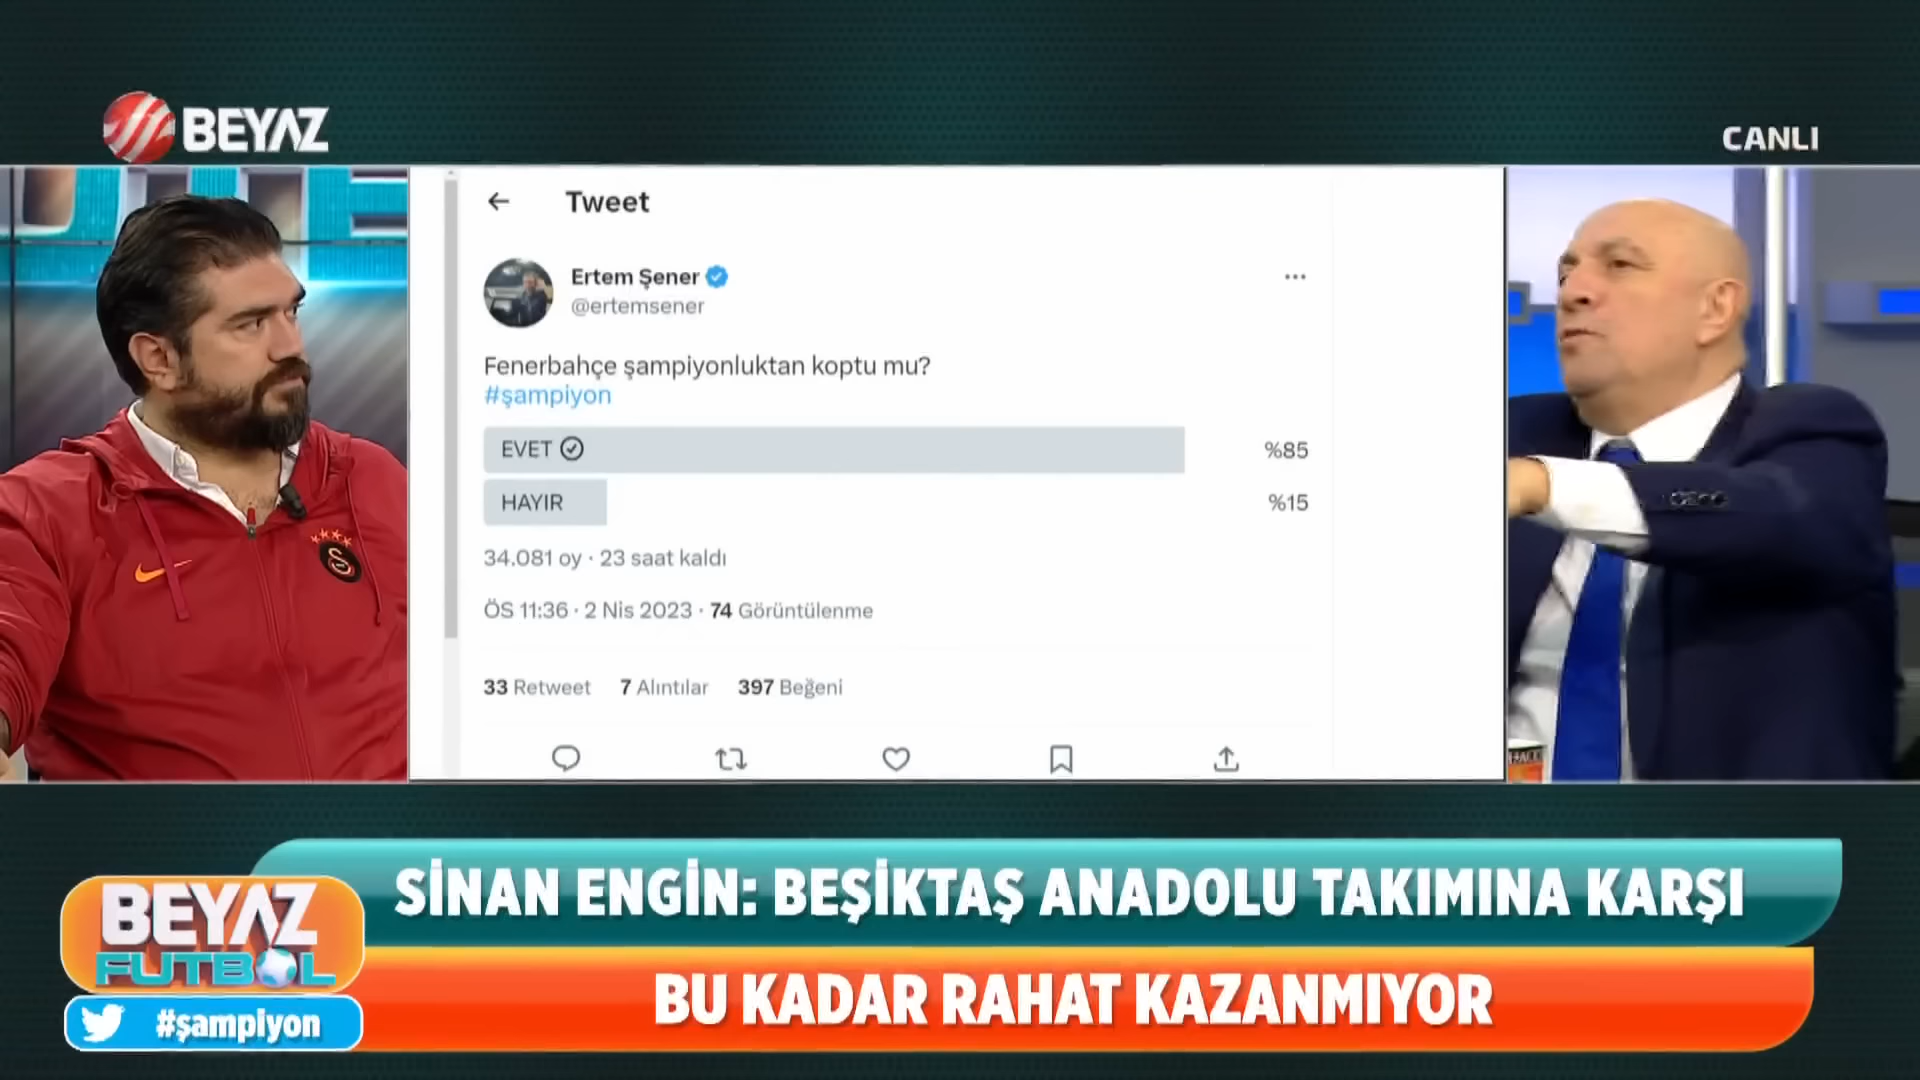 BEYAZ
CANLI
Tweet
Ertem Şener
@ertemsener
Fenerbahçe şampiyonluktan koptu mu?
#şampiyon
EVET
%85
HAYIR
%15
34.081 oy · 23 saat kaldı
ÖS 11:36 · 2 Nis 2023 · 74 Görüntülenme
33 Retweet 7 Alıntılar 397 Beğeni
SİNAN ENGİN: BEŞİKTAŞ ANADOLU TAKIMINA KARŞI
BU KADAR RAHAT KAZANMIYOR
BEYAZ
FUTBOL
#şampiyon